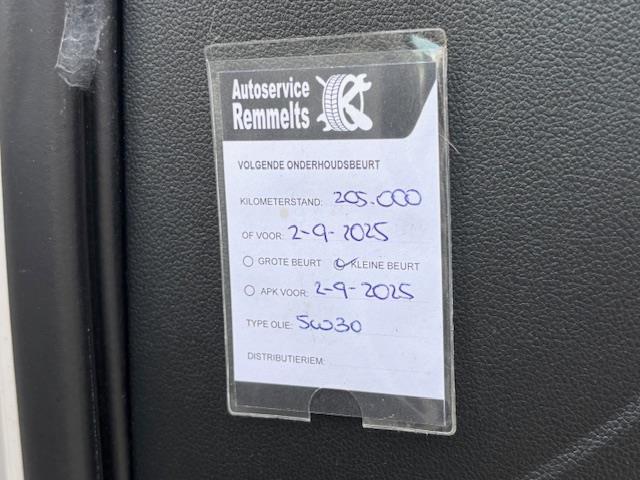 Autoservice
Remmelts
VOLGENDE ONDERHOUDSBEURT
KILOMETERSTAND: 205.000
OF VOOR: 2-9-2025
GROTE BEURT KLEINE BEURT
APK VOOR: 2-9-2025
TYPE OLIE: 5W30
DISTRIBUTIERIEM: